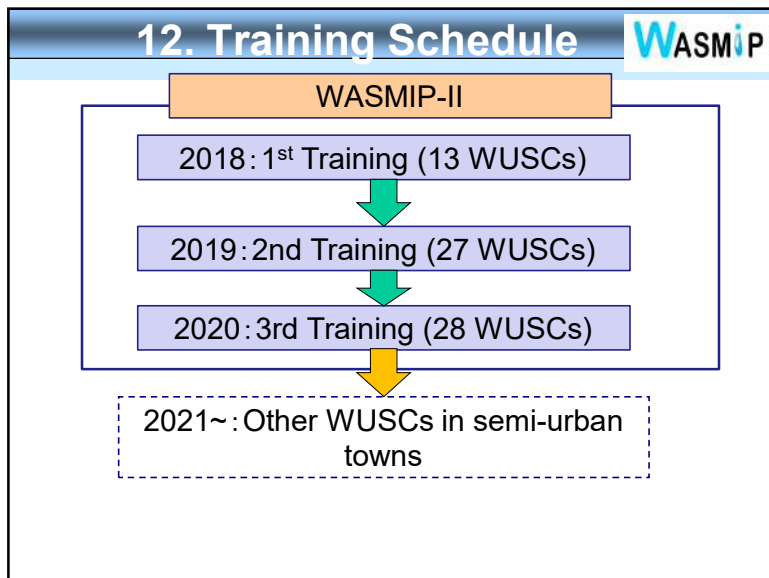 12. Training Schedule
WASMIP
WASMIP-II
2018:1st Training (13 WUSCs)
2019:2nd Training (27 WUSCs)
2020:3rd Training (28 WUSCs)
2021~:Other WUSCs in semi-urban
towns